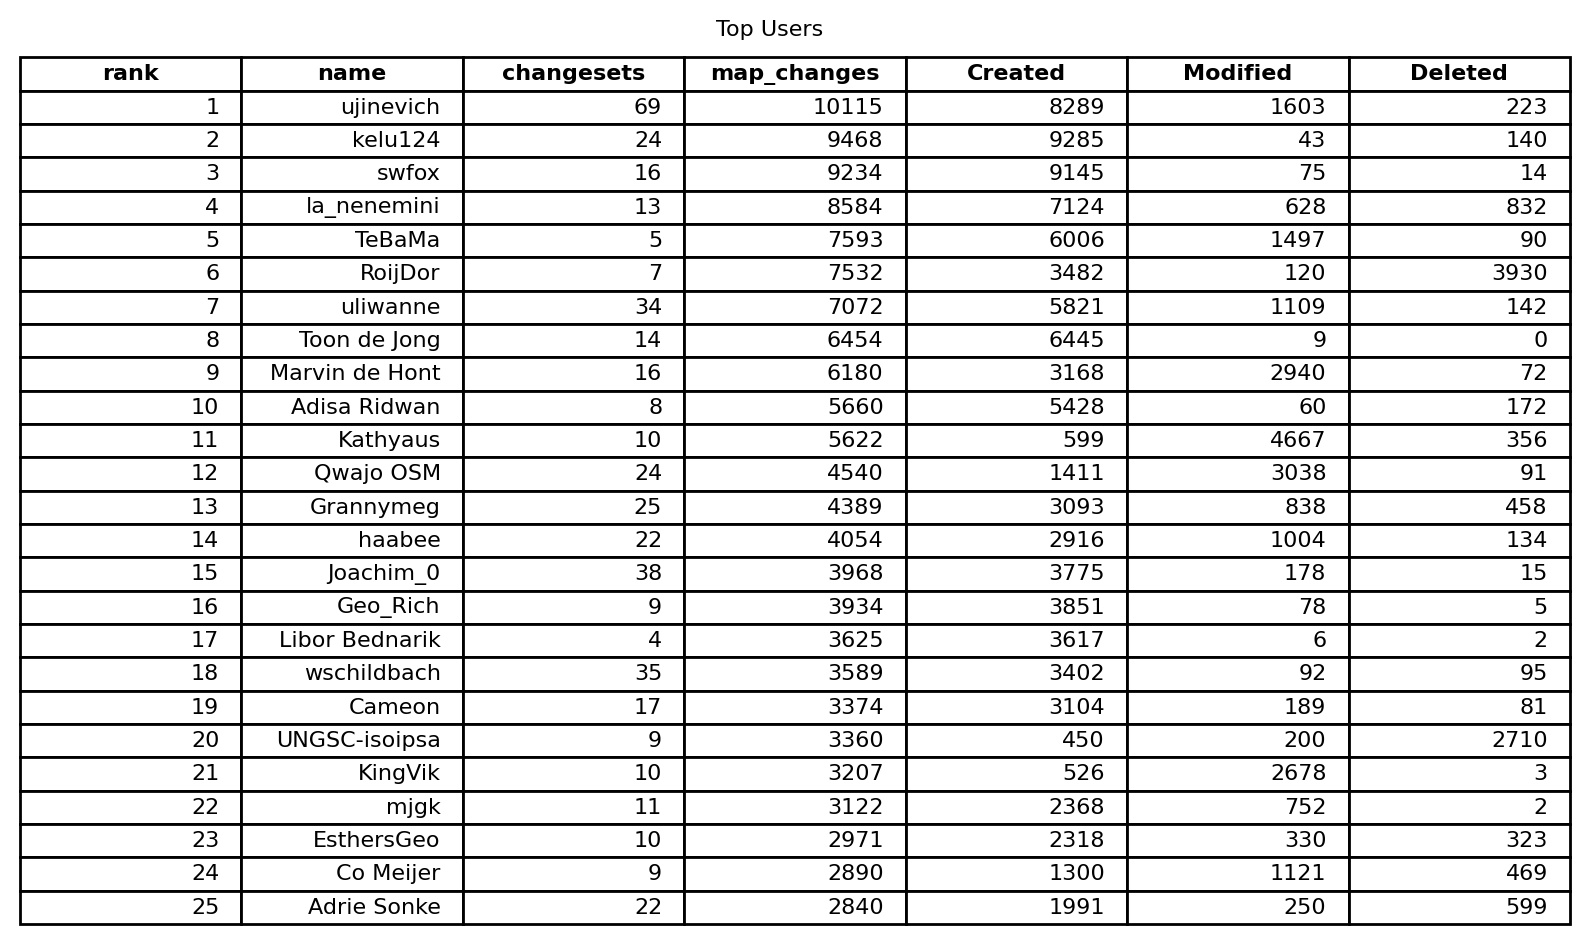 Top Users
rank name changesets map_changes Created Modified Deleted
1 ujinevich 69 10115 8289 1603 223
2 kelu124 24 9468 9285 43 140
3 swfox 16 9234 9145 75 14
4 la_nenemini 13 8584 7124 628 832
5 TeBaMa 5 7593 6006 1497 90
6 RoijDor 7 7532 3482 120 3930
7 uliwanne 34 7072 5821 1109 142
8 Toon de Jong 14 6454 6445 9 0
9 Marvin de Hont 16 6180 3168 2940 72
10 Adisa Ridwan 8 5660 5428 60 172
11 Kathyaus 10 5622 599 4667 356
12 Qwajo OSM 24 4540 1411 3038 91
13 Grannymeg 25 4389 3093 838 458
14 haabee 22 4054 2916 1004 134
15 Joachim_0 38 3968 3775 178 15
16 Geo_Rich 9 3934 3851 78 5
17 Libor Bednarik 4 3625 3617 6 2
18 wschildbach 35 3589 3402 92 95
19 Cameon 17 3374 3104 189 81
20 UNGSC-isoipsa 9 3360 450 200 2710
21 KingVik 10 3207 526 2678 3
22 mjgk 11 3122 2368 752 2
23 EsthersGeo 10 2971 2318 330 323
24 Co Meijer 9 2890 1300 1121 469
25 Adrie Sonke 22 2840 1991 250 599